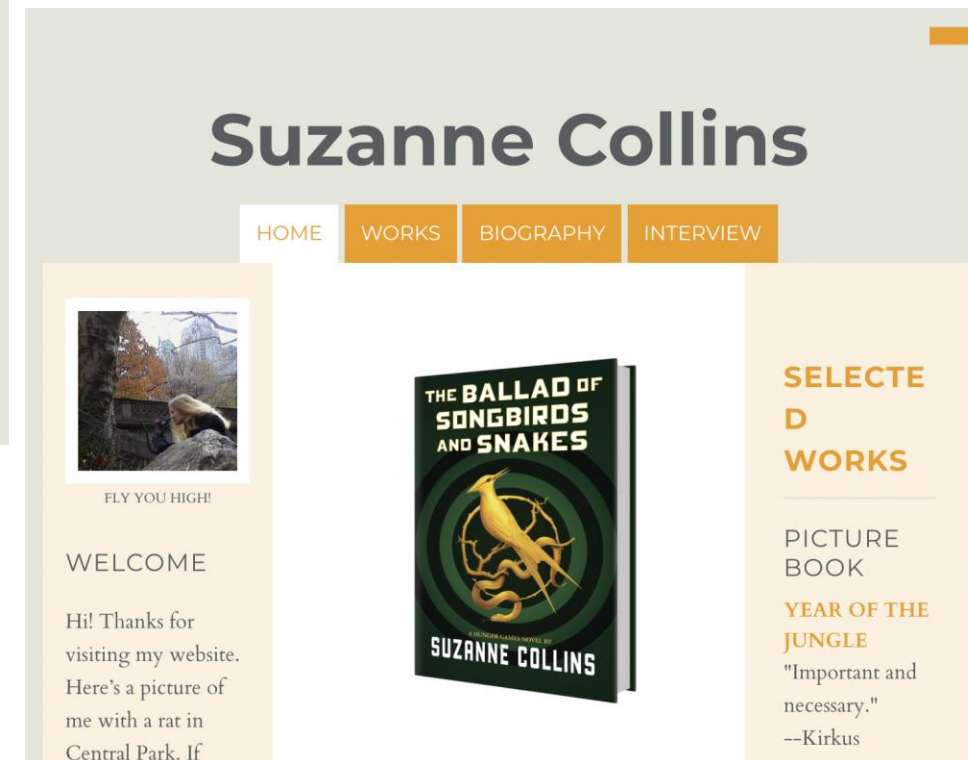 Suzanne Collins
HOME WORKS BIOGRAPHY INTERVIEW
FLY YOU HIGH!
WELCOME
Hi! Thanks for
visiting my website.
Here’s a picture of
me with a rat in
Central Park. If
THE BALLAD OF
SONGBIRDS
AND SNAKES
A HUNGER GAMES NOVEL BY
SUZANNE COLLINS
SELECTE
D
WORKS
PICTURE
BOOK
YEAR OF THE
JUNGLE
"Important and
necessary."
--Kirkus